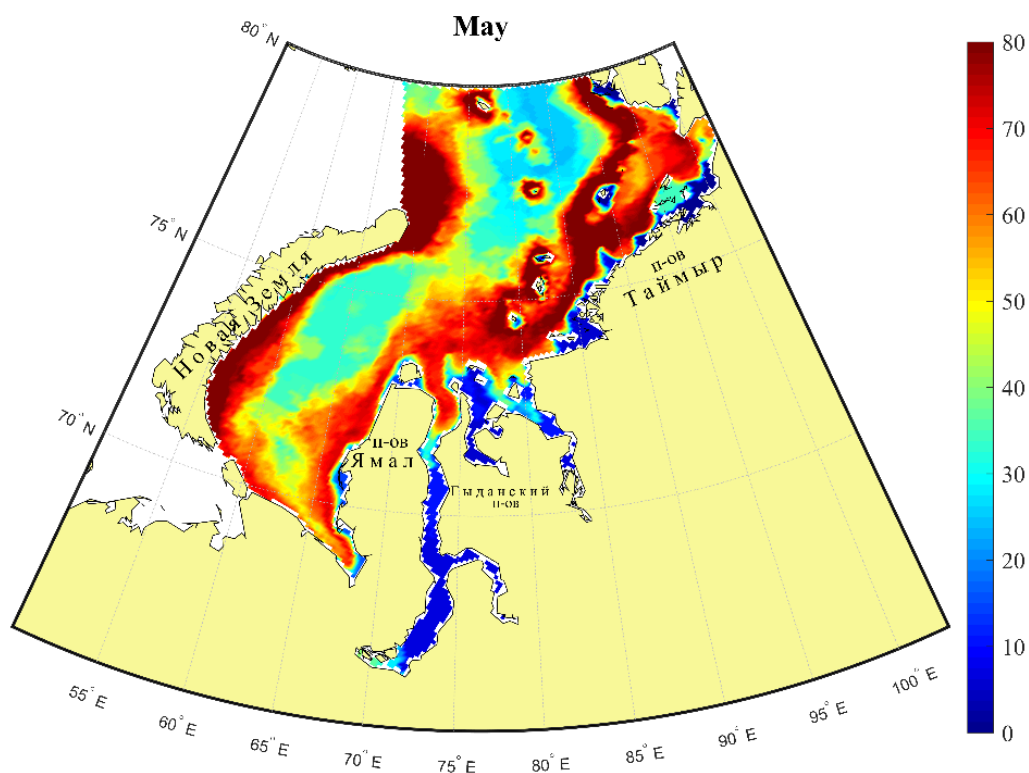 May
80° N
75° N
70° N
Новая Земля
п-ов
Таймыр
п-ов
Ямал
Гыданский
п-ов
55° E
60° E
65° E
70° E
75° E
80° E
85° E
90° E
95° E
100° E
80
70
60
50
40
30
20
10
0